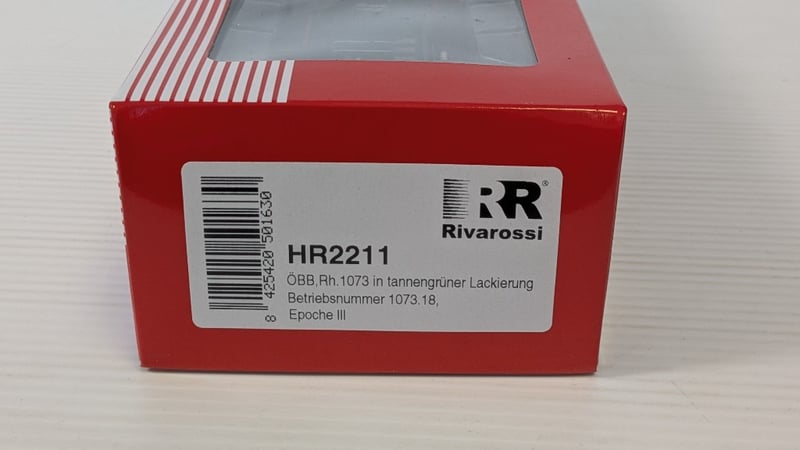 RR®
Rivarossi
HR2211
ÖBB,Rh.1073 in tannengrüner Lackierung
Betriebsnummer 1073.18,
Epoche III
8 425420 501630